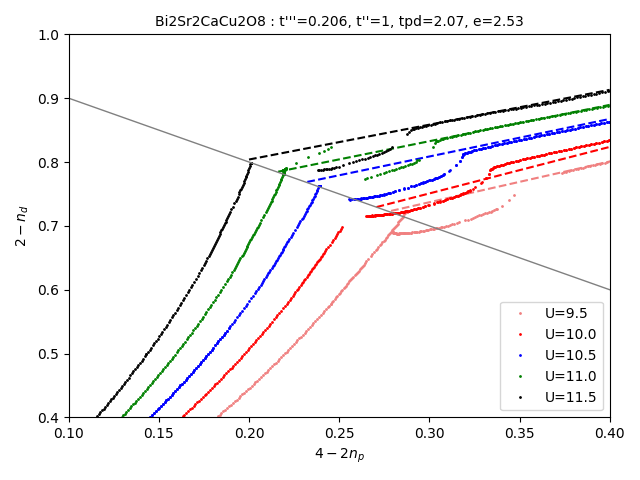 Bi2Sr2CaCu2O8 : t'''=0.206, t''=1, tpd=2.07, e=2.53
1.0
0.9
0.8
0.7
0.6
0.5
0.4
2 − n_d
0.10
0.15
0.20
0.25
0.30
0.35
0.40
4 − 2n_p
U=9.5
U=10.0
U=10.5
U=11.0
U=11.5